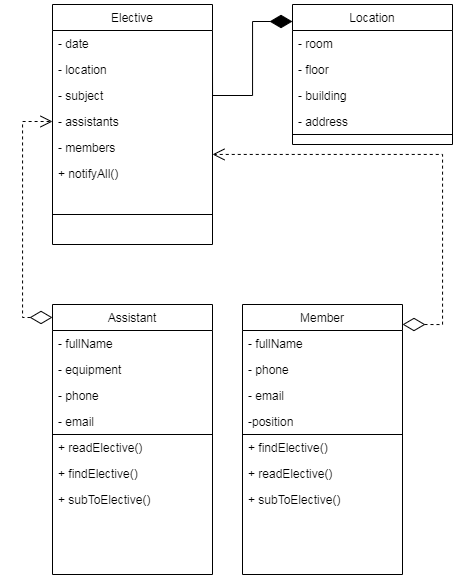 Elective
- date
- location
- subject
- assistants
- members
+ notifyAll()
Location
- room
- floor
- building
- address
Assistant
- fullName
- equipment
- phone
- email
+ readElective()
+ findElective()
+ subToElective()
Member
- fullName
- phone
- email
-position
+ findElective()
+ readElective()
+ subToElective()